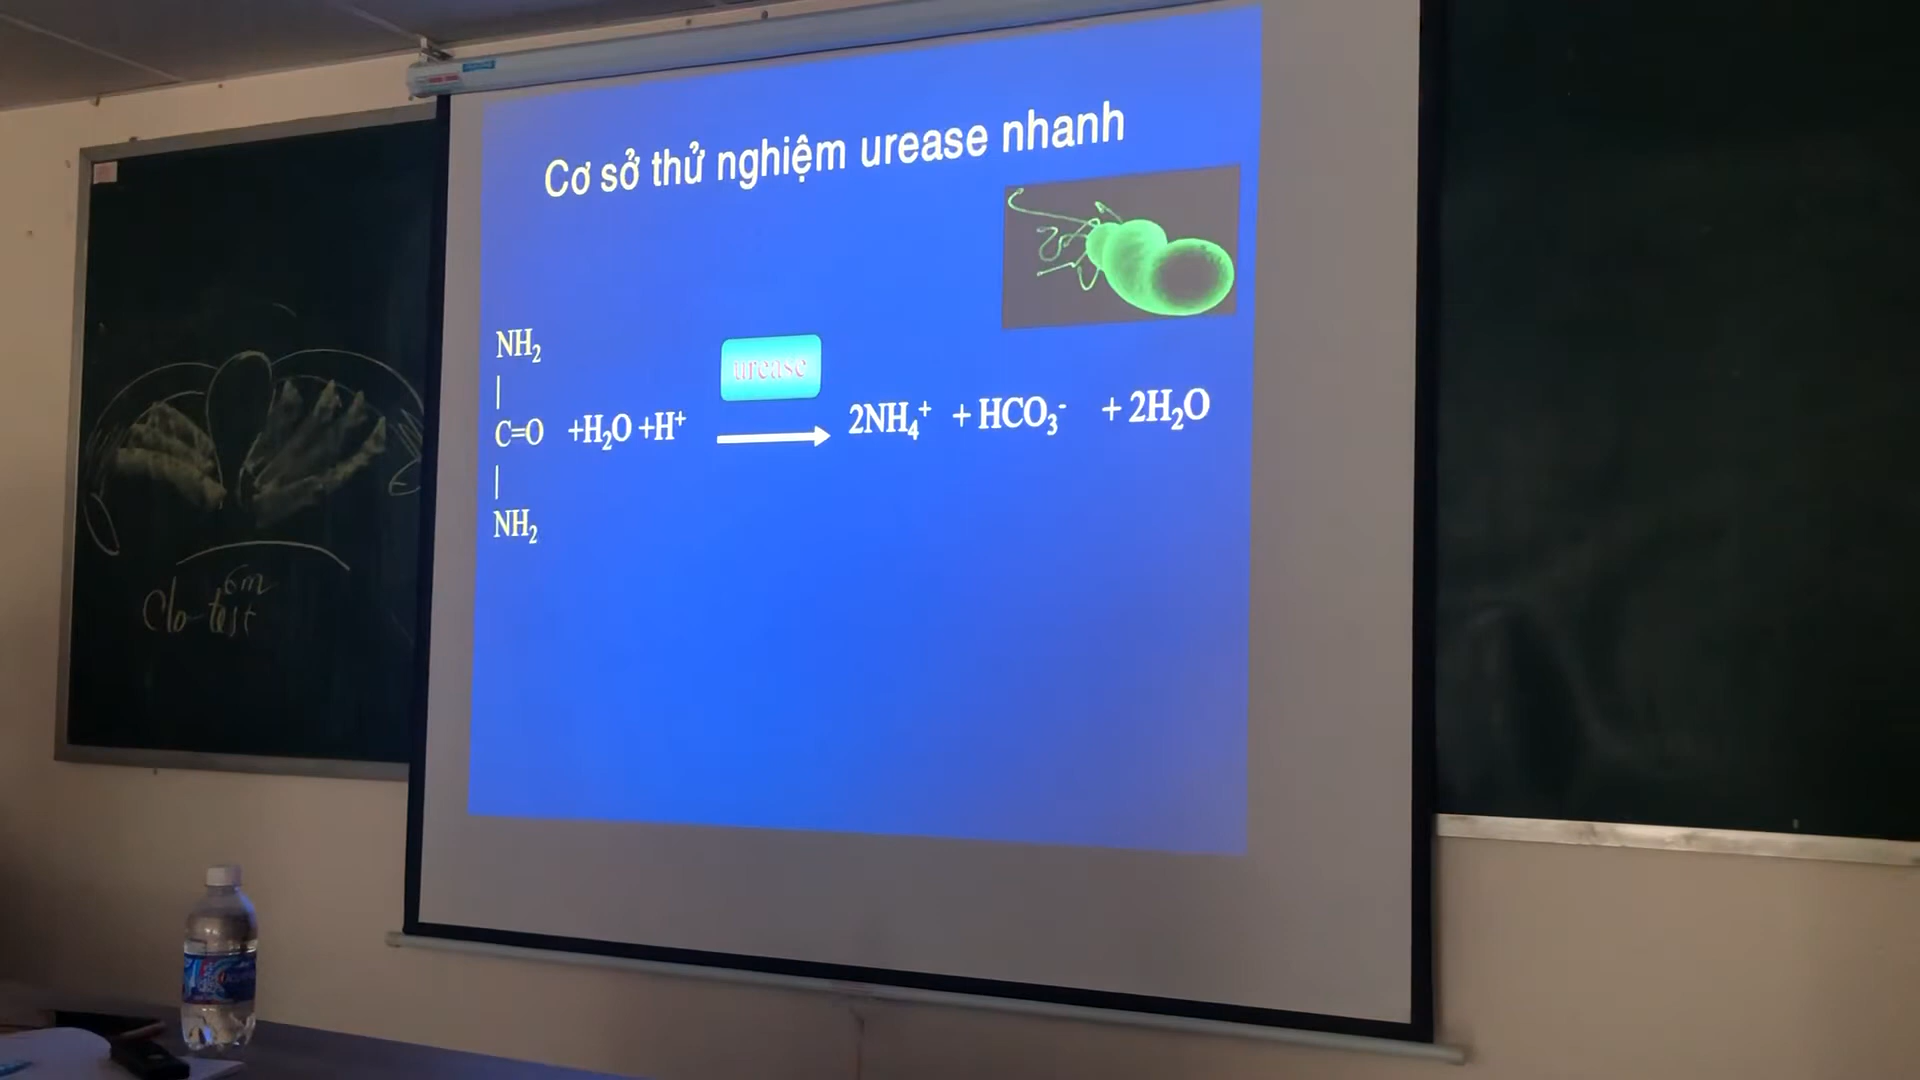 Cơ sở thử nghiệm urease nhanh
NH₂
|
C=O +H₂O +H⁺ urease 2NH₄⁺ + HCO₃⁻ + 2H₂O
|
NH₂
6m
Clo test